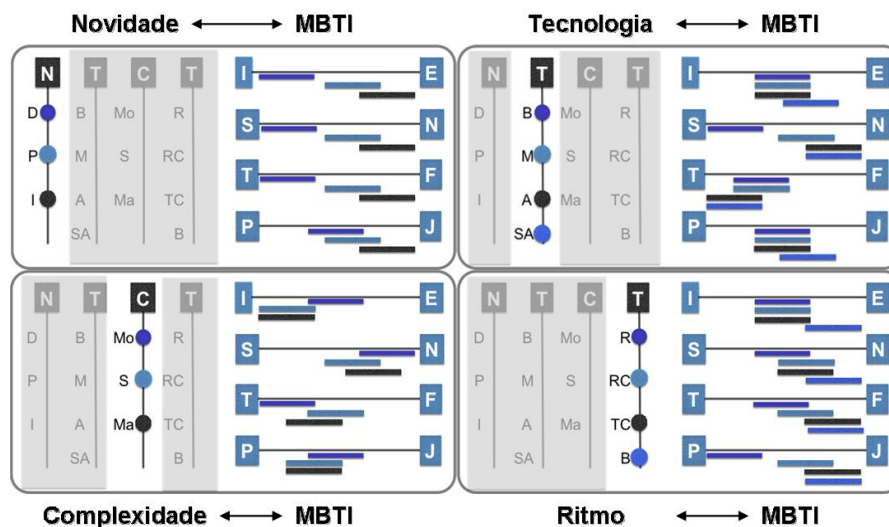 Novidade MBTI
Tecnologia MBTI
N T C T
D B Mo R
P M S RC
I A Ma TC
SA B
I E
S N
T F
P J
N T C T
D B Mo R
P M S RC
I A Ma TC
SA B
I E
S N
T F
P J
N T C T
D B Mo R
P M S RC
I A Ma TC
SA B
I E
S N
T F
P J
N T C T
D B Mo R
P M S RC
I A Ma TC
SA B
I E
S N
T F
P J
Complexidade MBTI
Ritmo MBTI